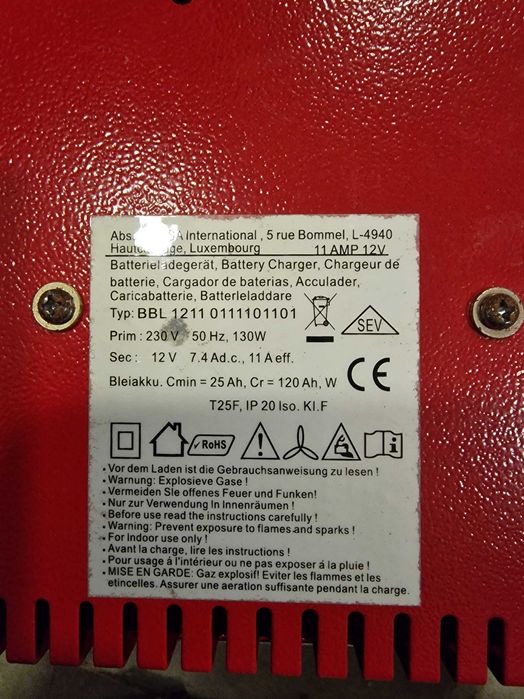 International , 5 rue Bommel, L-4940
Luxembourg 11 AMP 12V
Batterieladegerät, Battery Charger, Chargeur de
batterie, Cargador de baterias, Acculader,
Caricabatterie, Batterieladdare
Typ: BBL 1211 0111101101
SEV
Prim : 230 V 50 Hz, 130W
Sec : 12 V 7.4 Ad.c., 11 A eff.
CE
Bleiakku. Cmin = 25 Ah, Cr = 120 Ah, W
T25F, IP 20 Iso. KI.F
RoHS
• Vor dem Laden ist die Gebrauchsanweisung zu lesen !
• Warnung: Explosieve Gase !
• Vermeiden SIe offenes Feuer und Funken!
• Nur zur Verwendung in Innenräumen !
• Before use read the instructions carefully !
• Warning: Prevent exposure to flames and sparks !
• For Indoor use only !
• Avant la charge, lire les instructions !
• Pour usage á l'intérieur ou ne pas exposer á la pluie !
• MISE EN GARDE: Gaz explosif! Eviter les flammes et les
etincelles. Assurer une aeration suffisante pendant la charge.